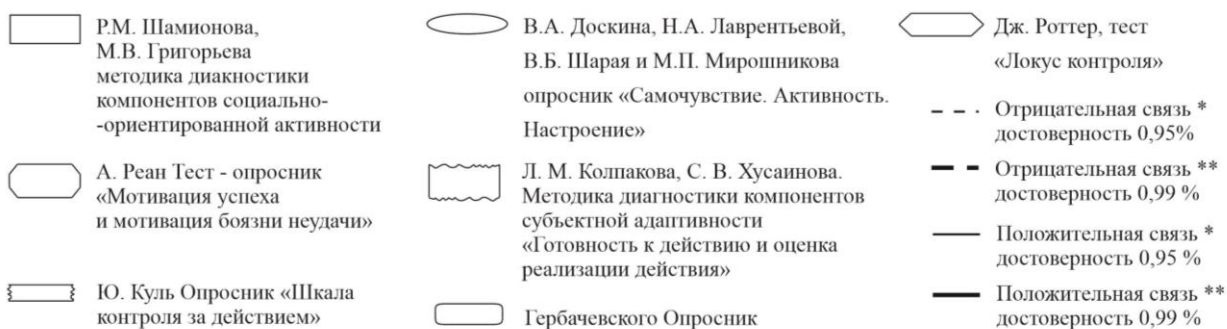 Р.М. Шамионова,
М.В. Григорьева
методика диакностики
компонентов социально-
-ориентированной активности
А. Реан Тест - опросник
«Мотивация успеха
и мотивация боязни неудачи»
Ю. Куль Опросник «Шкала
контроля за действием»
В.А. Доскина, Н.А. Лаврентьевой,
В.Б. Шарая и М.П. Мирошникова
опросник «Самочувствие. Активность.
Настроение»
Л. М. Колпакова, С. В. Хусаинова.
Методика диагностики компонентов
субъектной адаптивности
«Готовность к действию и оценка
реализации действия»
Гербачевского Опросник
Дж. Роттер, тест
«Локус контроля»
Отрицательная связь *
достоверность 0,95%
Отрицательная связь **
достоверность 0,99 %
Положительная связь *
достоверность 0,95 %
Положительная связь **
достоверность 0,99 %